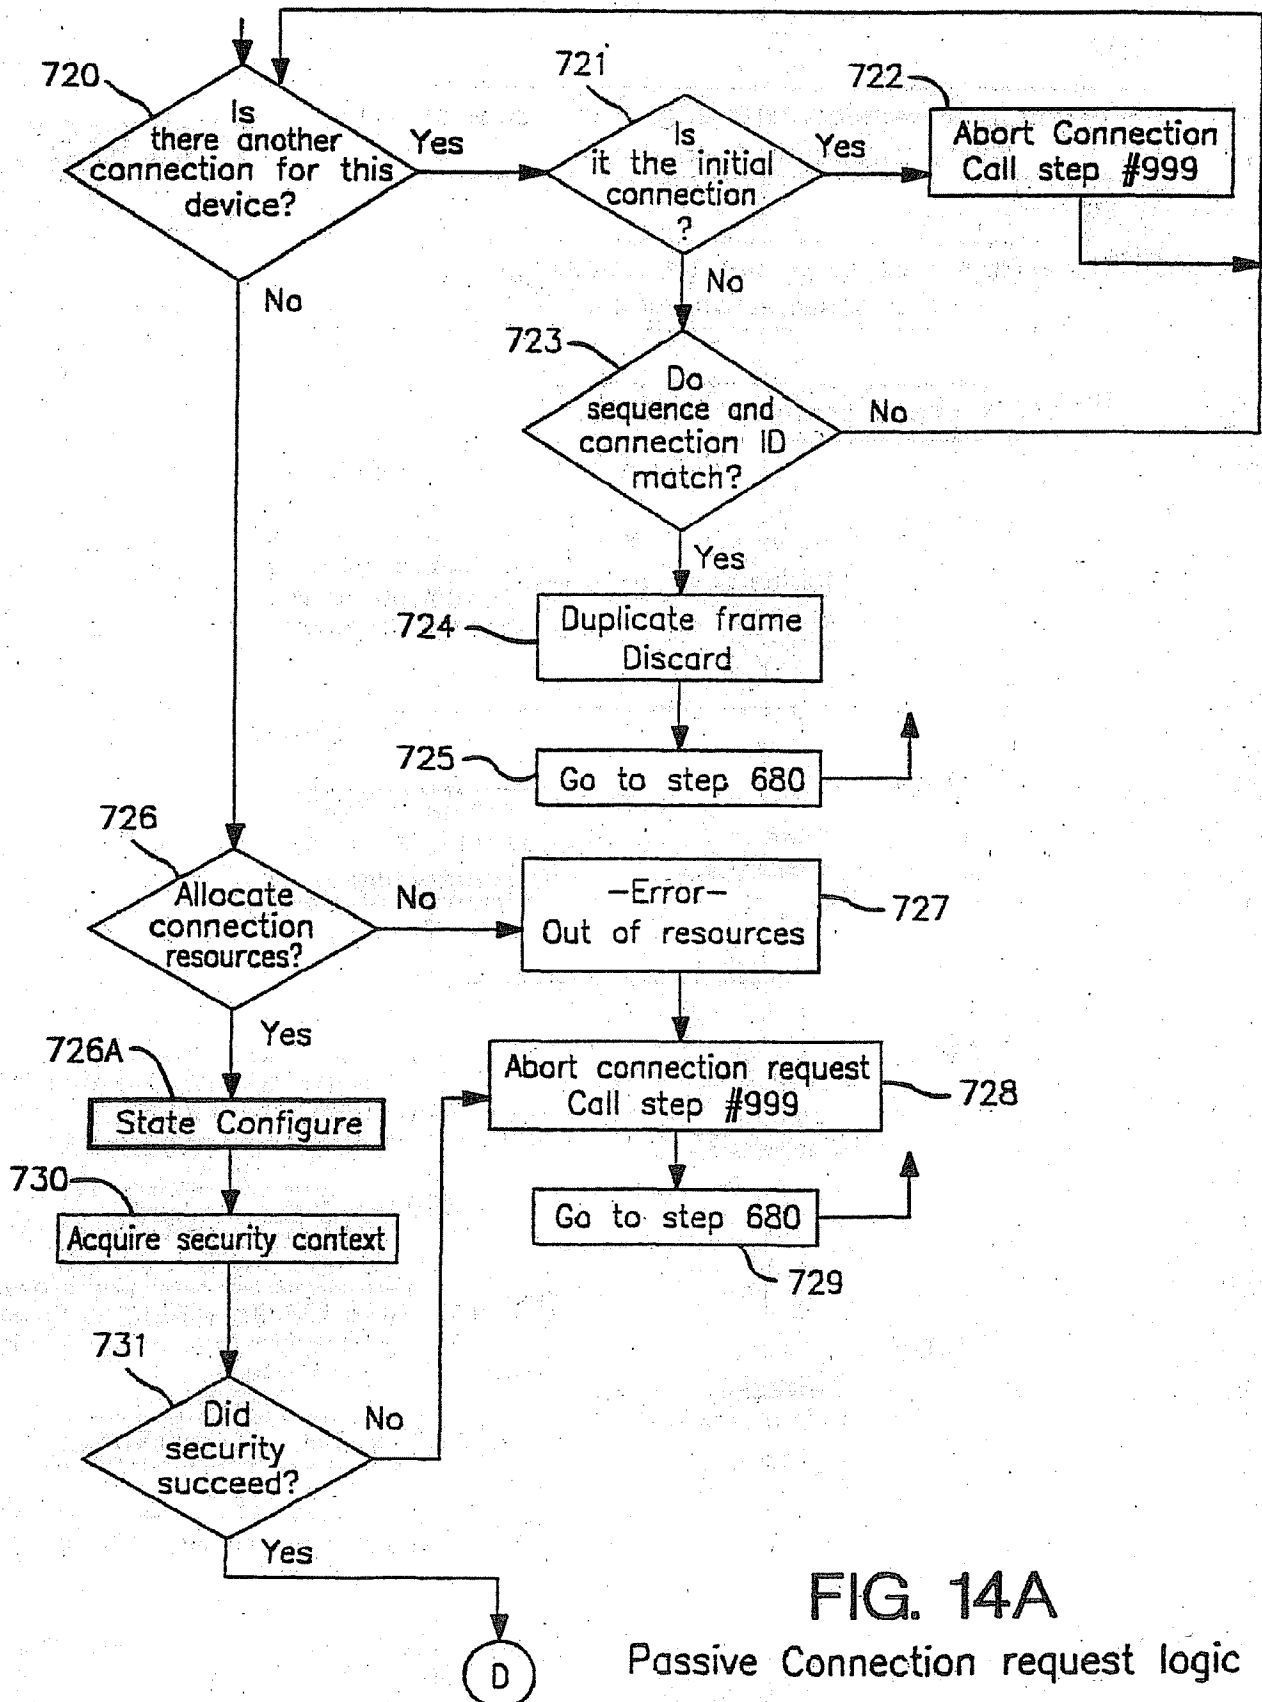 720
Is
there another
connection for this
device?
Yes
No
721
Is
it the initial
connection
?
Yes
No
722
Abort Connection
Call step #999
723
Do
sequence and
connection ID
match?
No
Yes
724
Duplicate frame
Discard
725
Go to step 680
726
Allocate
connection
resources?
No
Yes
-Error-
Out of resources
727
726A
State Configure
Abort connection request
Call step #999
728
730
Acquire security context
Go to step 680
729
731
Did
security
succeed?
No
Yes
D
FIG. 14A
Passive Connection request logic